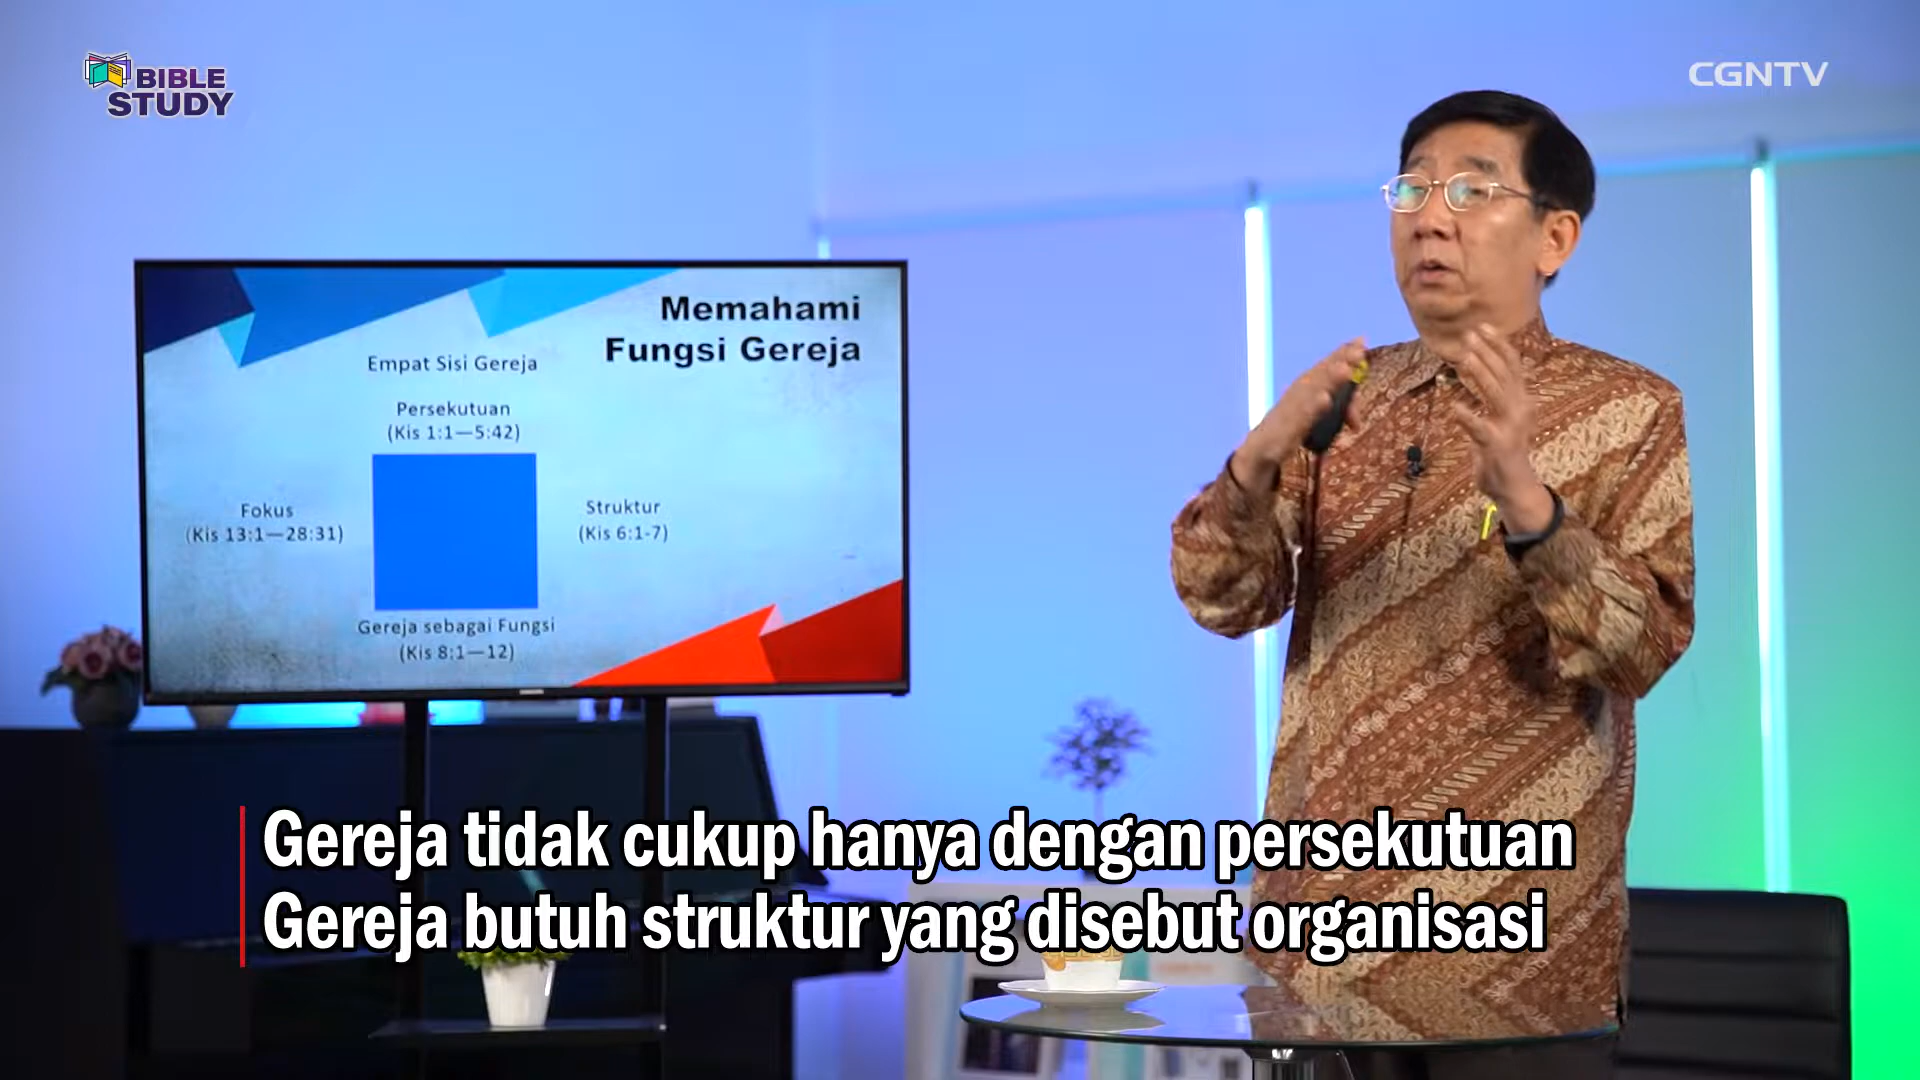 BIBLE
STUDY
CGNTV
Memahami
Fungsi Gereja
Empat Sisi Gereja
Persekutuan
(Kis 1:1—5:42)
Fokus
(Kis 13:1—28:31)
Struktur
(Kis 6:1-7)
Gereja sebagai Fungsi
(Kis 8:1—12)
Gereja tidak cukup hanya dengan persekutuan
Gereja butuh struktur yang disebut organisasi